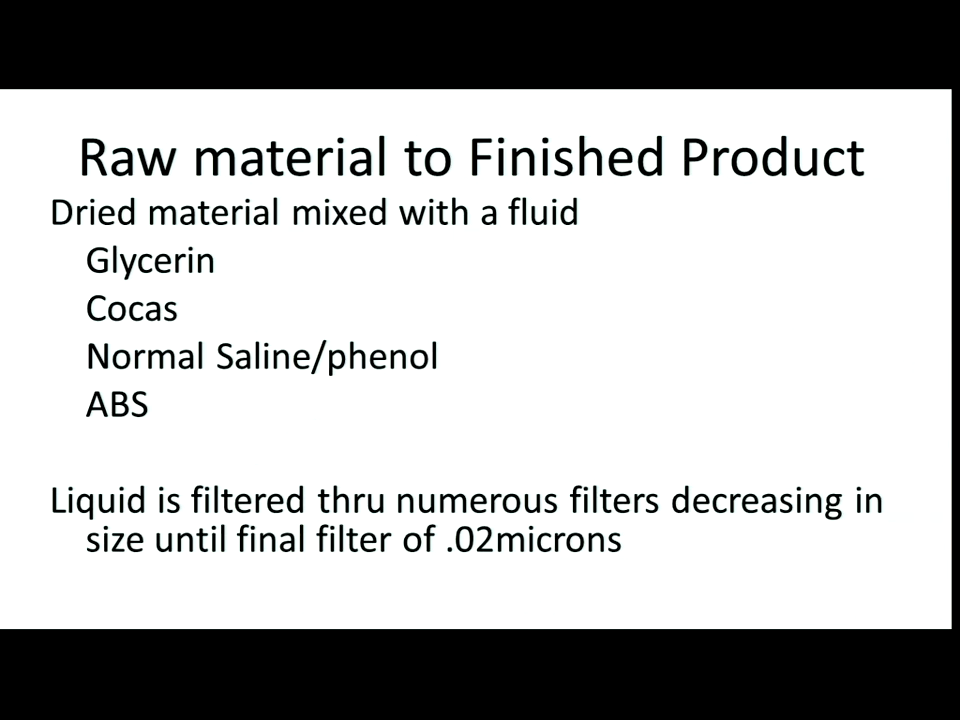 Raw material to Finished Product
Dried material mixed with a fluid
Glycerin
Cocas
Normal Saline/phenol
ABS
Liquid is filtered thru numerous filters decreasing in
size until final filter of .02microns